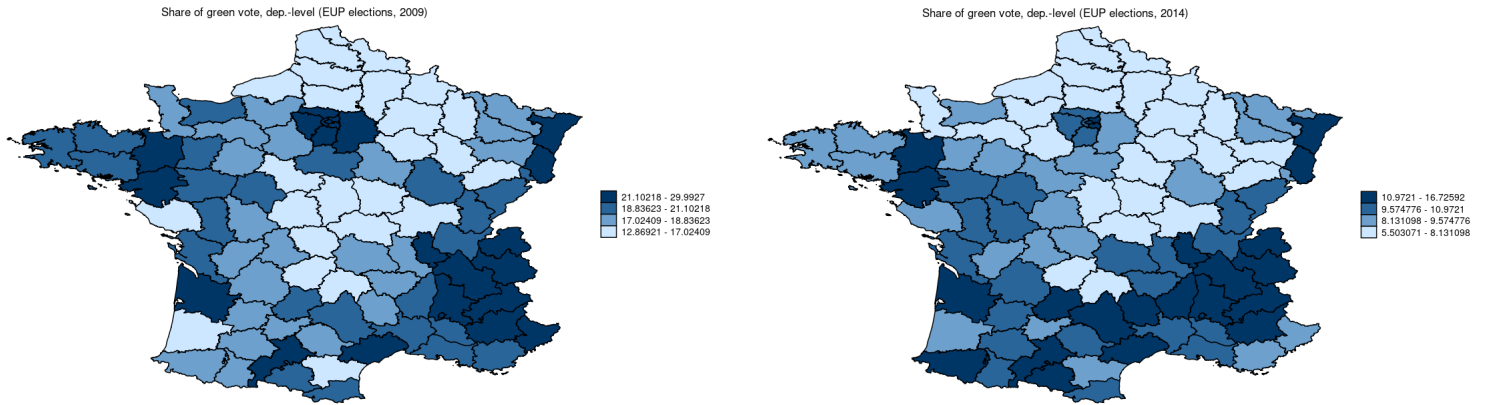 Share of green vote, dep.-level (EUP elections, 2009)
21.10218 - 29.9927
18.83623 - 21.10218
17.02409 - 18.83623
12.86921 - 17.02409
Share of green vote, dep.-level (EUP elections, 2014)
10.9721 - 16.72592
9.574776 - 10.9721
8.131098 - 9.574776
5.503071 - 8.131098